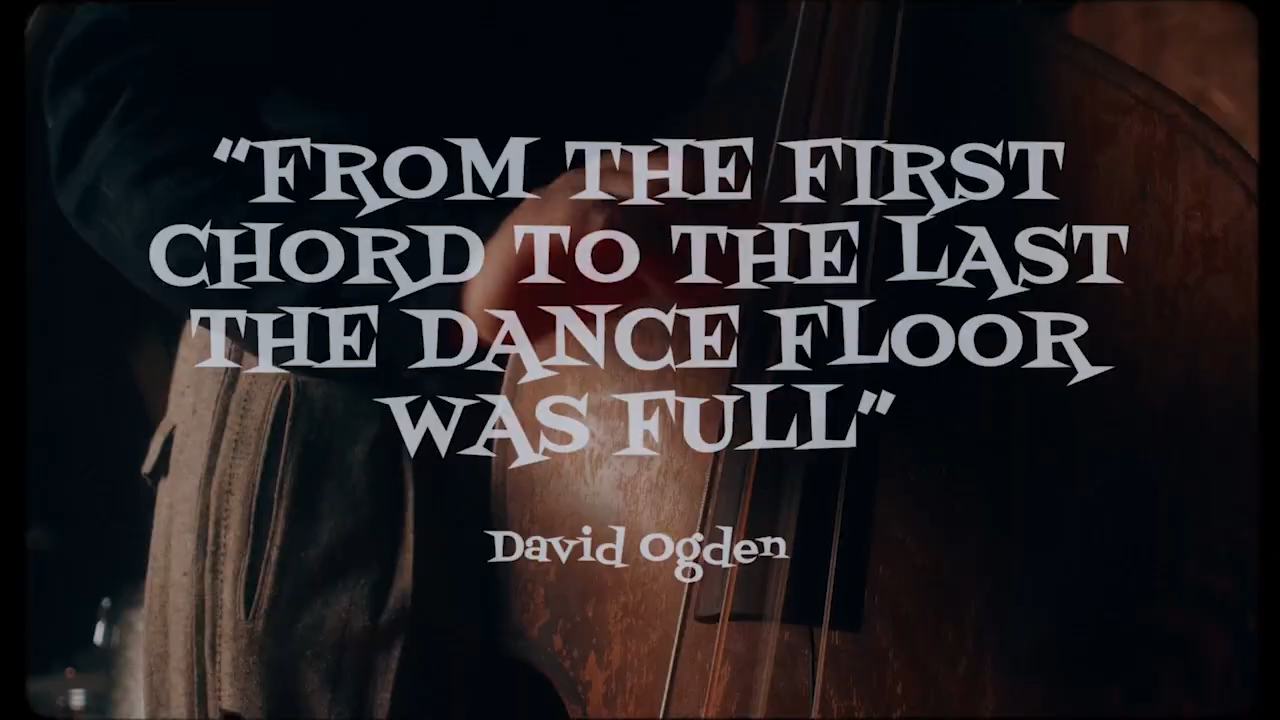 “FROM THE FIRST
CHORD TO THE LAST
THE DANCE FLOOR
WAS FULL”
David Ogden